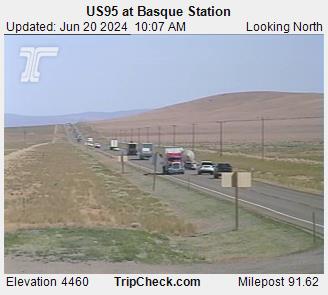 US95 at Basque Station
Updated: Jun 20 2024 10:07 AM Looking North
Elevation 4460 TripCheck.com Milepost 91.62